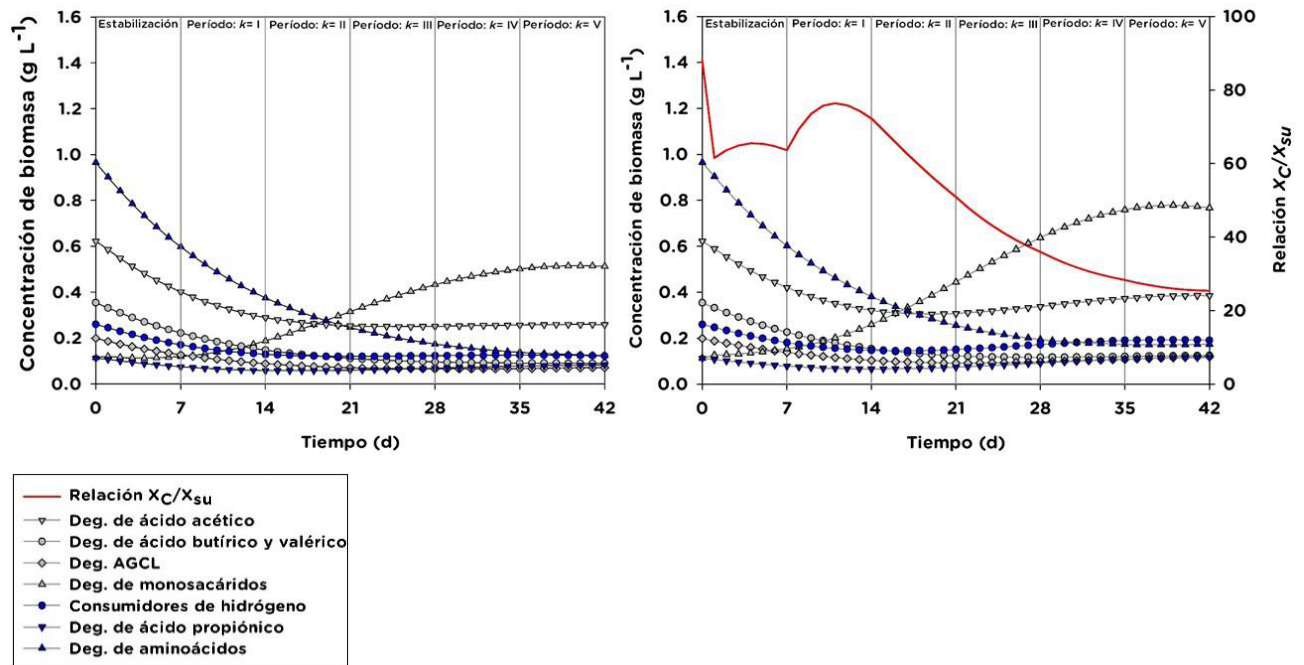 Concentración de biomasa (g L⁻¹)
1.6
1.4
1.2
1.0
0.8
0.6
0.4
0.2
0.0
Estabilización
Período: k= I
Período: k= II
Período: k= III
Período: k= IV
Período: k= V
0
7
14
21
28
35
42
Tiempo (d)
Concentración de biomasa (g L⁻¹)
1.6
1.4
1.2
1.0
0.8
0.6
0.4
0.2
0.0
Estabilización
Período: k= I
Período: k= II
Período: k= III
Período: k= IV
Período: k= V
100
80
60
40
20
0
Relación XC/Xsu
0
7
14
21
28
35
42
Tiempo (d)
Relación XC/Xsu
Deg. de ácido acético
Deg. de ácido butírico y valérico
Deg. AGCL
Deg. de monosacáridos
Consumidores de hidrógeno
Deg. de ácido propiónico
Deg. de aminoácidos